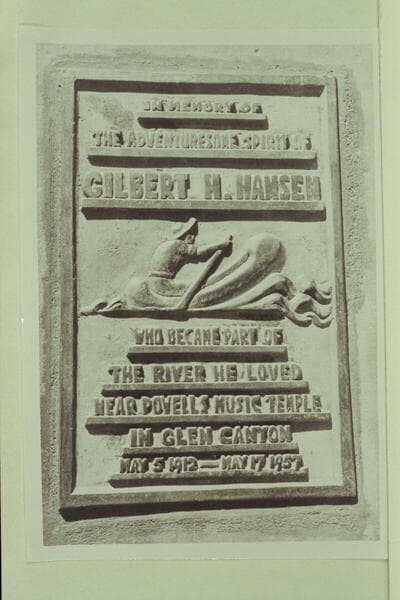 IN MEMORY OF
THE ADVENTURESOME SPIRIT OF
GILBERT H. HANSEN
WHO BECAME PART OF
THE RIVER HE LOVED
NEAR POWELLS MUSIC TEMPLE
IN GLEN CANYON
MAY 5 1912 — MAY 17 1957